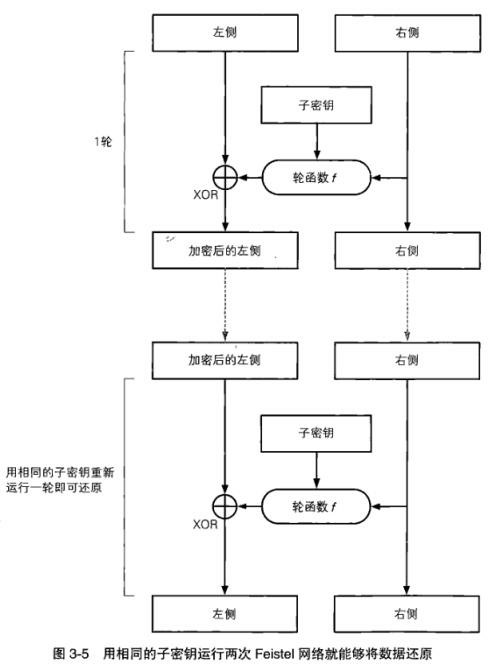 左侧
右侧
子密钥
1轮
轮函数 f
XOR
加密后的左侧
右侧
加密后的左侧
右侧
子密钥
用相同的子密钥重新
运行一轮即可还原
轮函数 f
XOR
左侧
右侧
图 3-5 用相同的子密钥运行两次 Feistel 网络就能够将数据还原